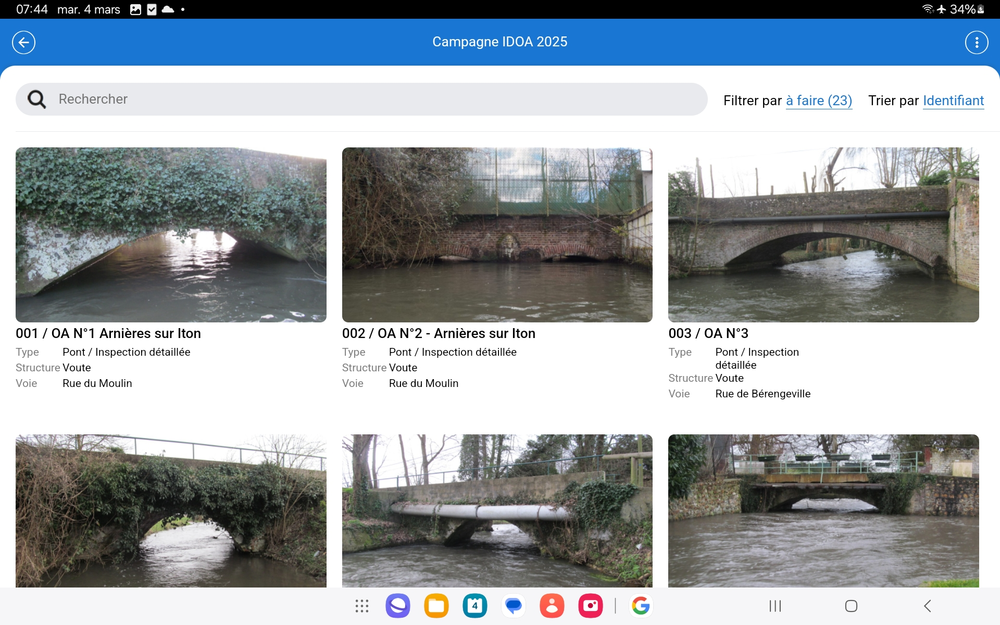 07:44 mar. 4 mars
34%
Campagne IDOA 2025
Rechercher
Filtrer par à faire (23) Trier par Identifiant
001 / OA N°1 Arnières sur Iton
Type Pont / Inspection détaillée
Structure Voute
Voie Rue du Moulin
002 / OA N°2 - Arnières sur Iton
Type Pont / Inspection détaillée
Structure Voute
Voie Rue du Moulin
003 / OA N°3
Type Pont / Inspection
détaillée
Structure Voute
Voie Rue de Bérengeville
4